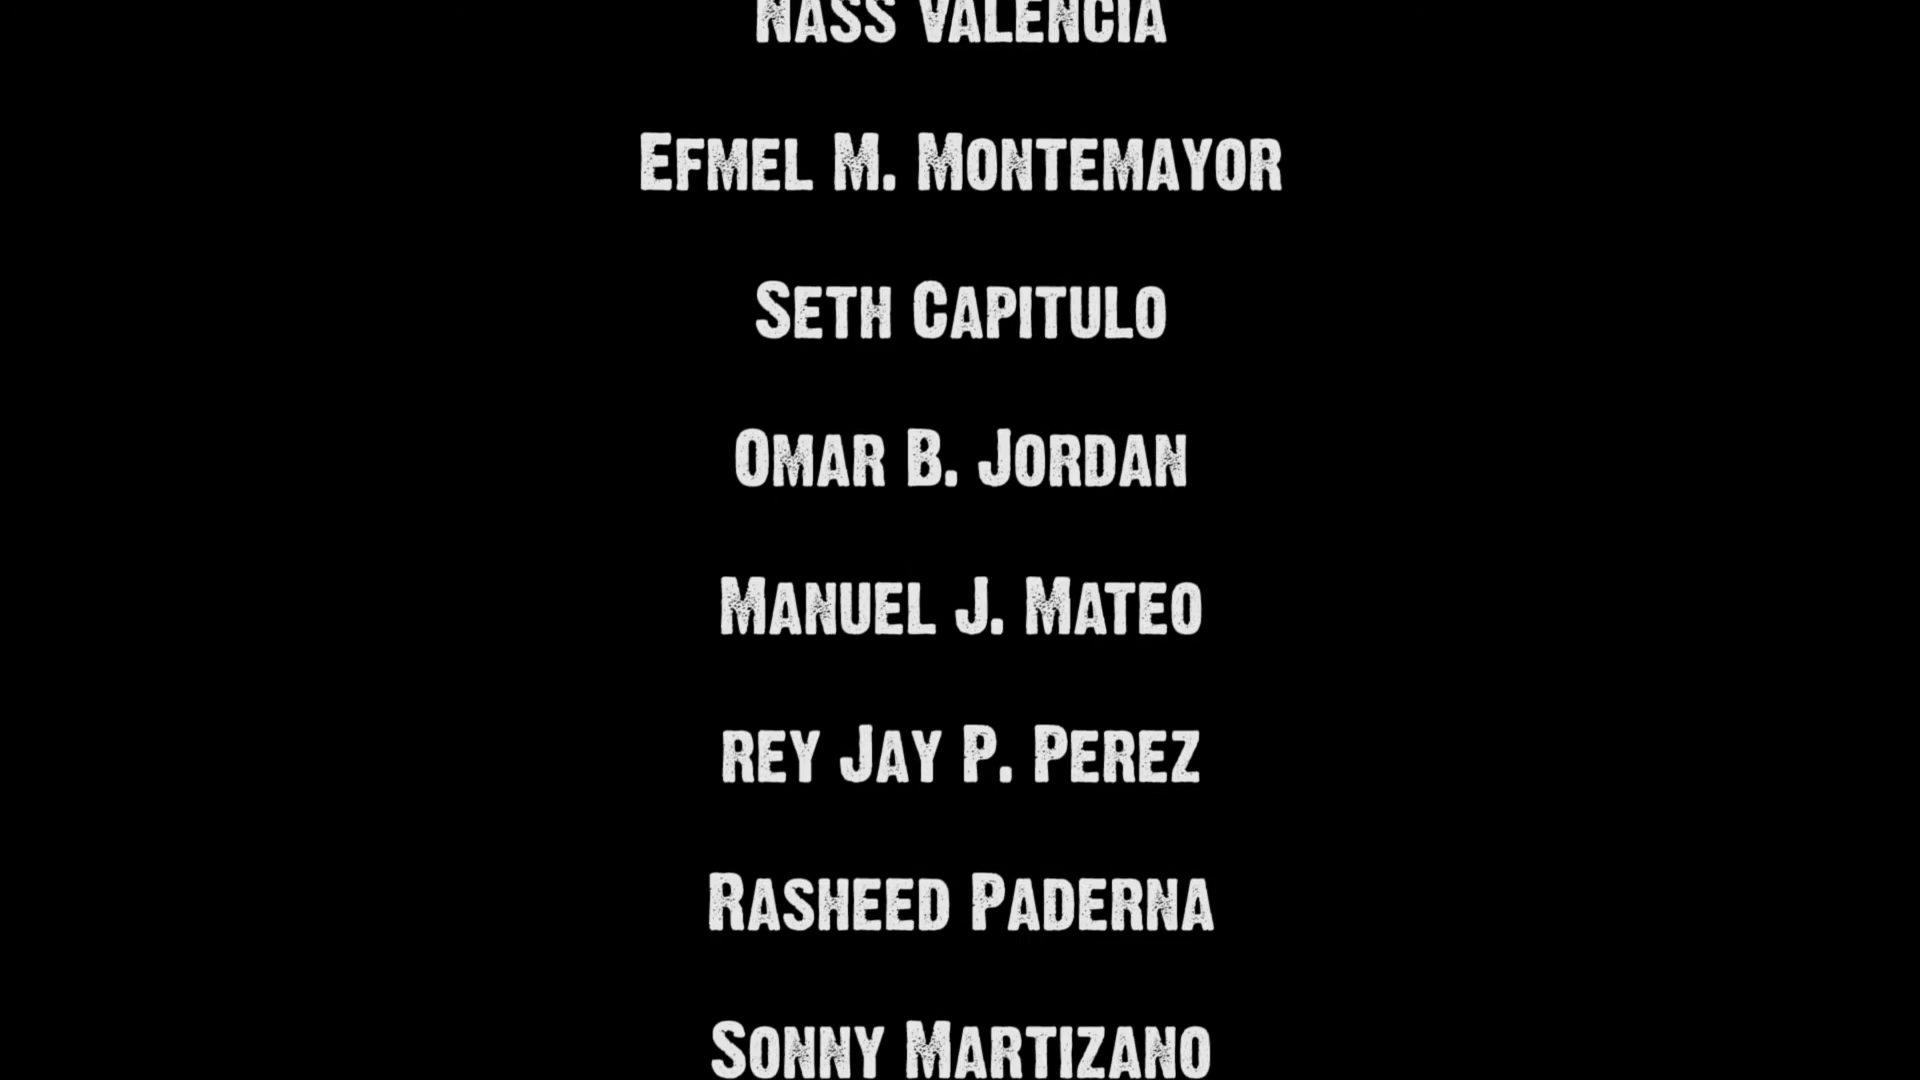 Nass Valencia
Efmel M. Montemayor
Seth Capitulo
Omar B. Jordan
Manuel J. Mateo
rey Jay P. Perez
Rasheed Paderna
Sonny Martizano